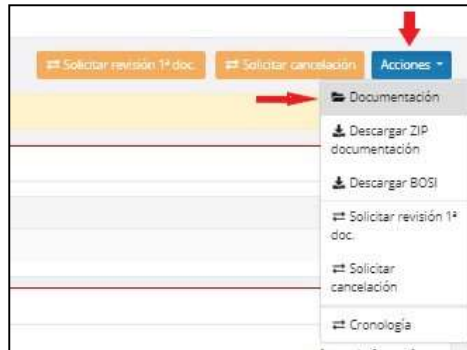 Solicitar revisión 1ª doc.
Solicitar cancelación
Acciones
Documentación
Descargar ZIP
documentación
Descargar BOSI
Solicitar revisión 1ª
doc.
Solicitar
cancelación
Cronología